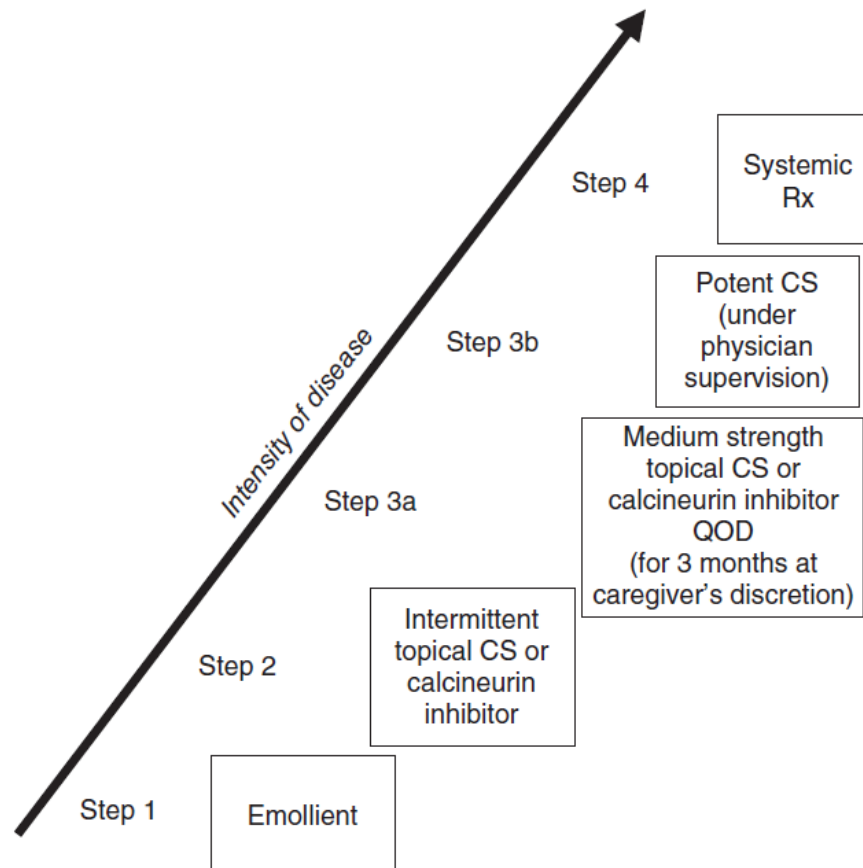 Step 4
Systemic
Rx
Step 3b
Potent CS
(under
physician
supervision)
Intensity of disease
Step 3a
Medium strength
topical CS or
calcineurin inhibitor
QOD
(for 3 months at
caregiver's discretion)
Step 2
Intermittent
topical CS or
calcineurin
inhibitor
Step 1
Emollient